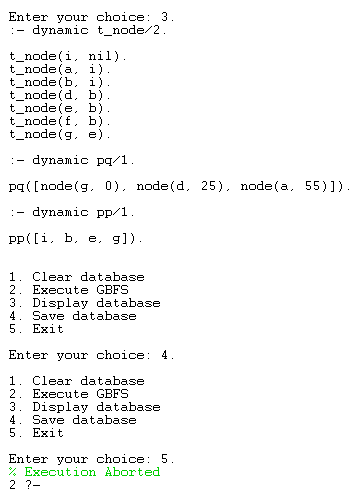 Enter your choice: 3.
:- dynamic t_node/2.
t_node(i, nil).
t_node(a, i).
t_node(b, i).
t_node(d, b).
t_node(e, b).
t_node(f, b).
t_node(g, e).
:- dynamic pq/1.
pq([node(g, 0), node(d, 25), node(a, 55)]).
:- dynamic pp/1.
pp([i, b, e, g]).
1. Clear database
2. Execute GBFS
3. Display database
4. Save database
5. Exit
Enter your choice: 4.
1. Clear database
2. Execute GBFS
3. Display database
4. Save database
5. Exit
Enter your choice: 5.
% Execution Aborted
2 ?-